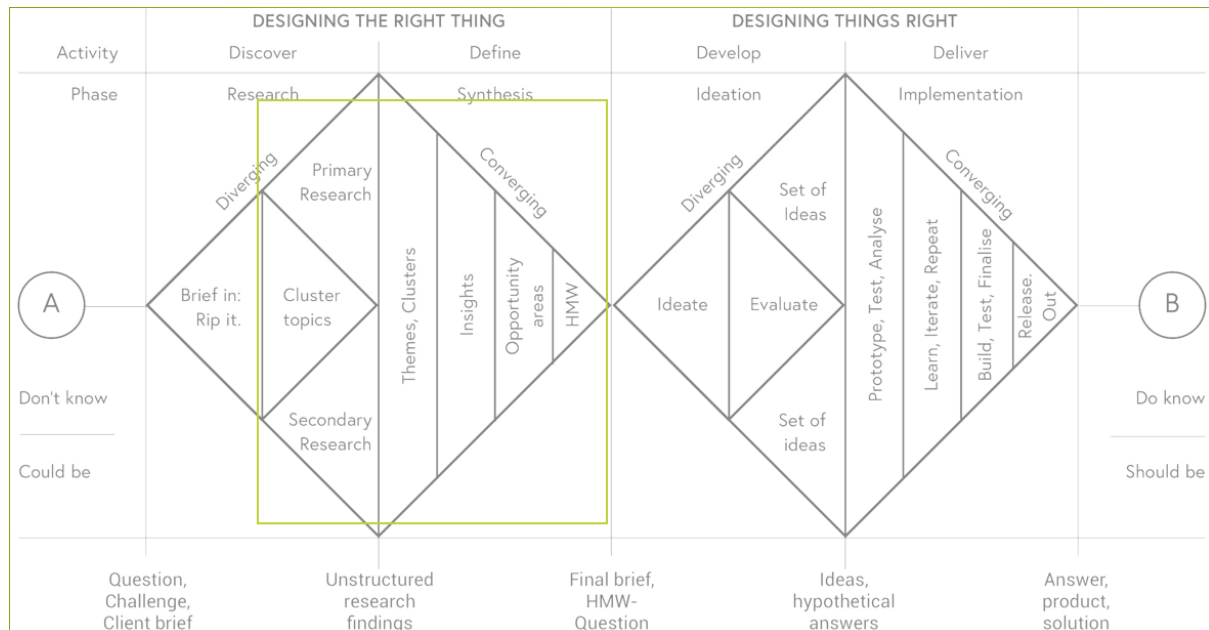 DESIGNING THE RIGHT THING
DESIGNING THINGS RIGHT
Activity
Discover
Define
Develop
Deliver
Phase
Research
Synthesis
Ideation
Implementation
Diverging
Primary
Research
Converging
Brief in:
Rip it.
Cluster
topics
Secondary
Research
Themes, Clusters
Insights
Opportunity
areas
HMW
Diverging
Set of
Ideas
Converging
Ideate
Evaluate
Set of
ideas
Prototype, Test, Analyse
Learn, Iterate, Repeat
Build, Test, Finalise
Release.
Out
A
Don't know
Could be
B
Do know
Should be
Question,
Challenge,
Client brief
Unstructured
research
findings
Final brief,
HMW-
Question
Ideas,
hypothetical
answers
Answer,
product,
solution